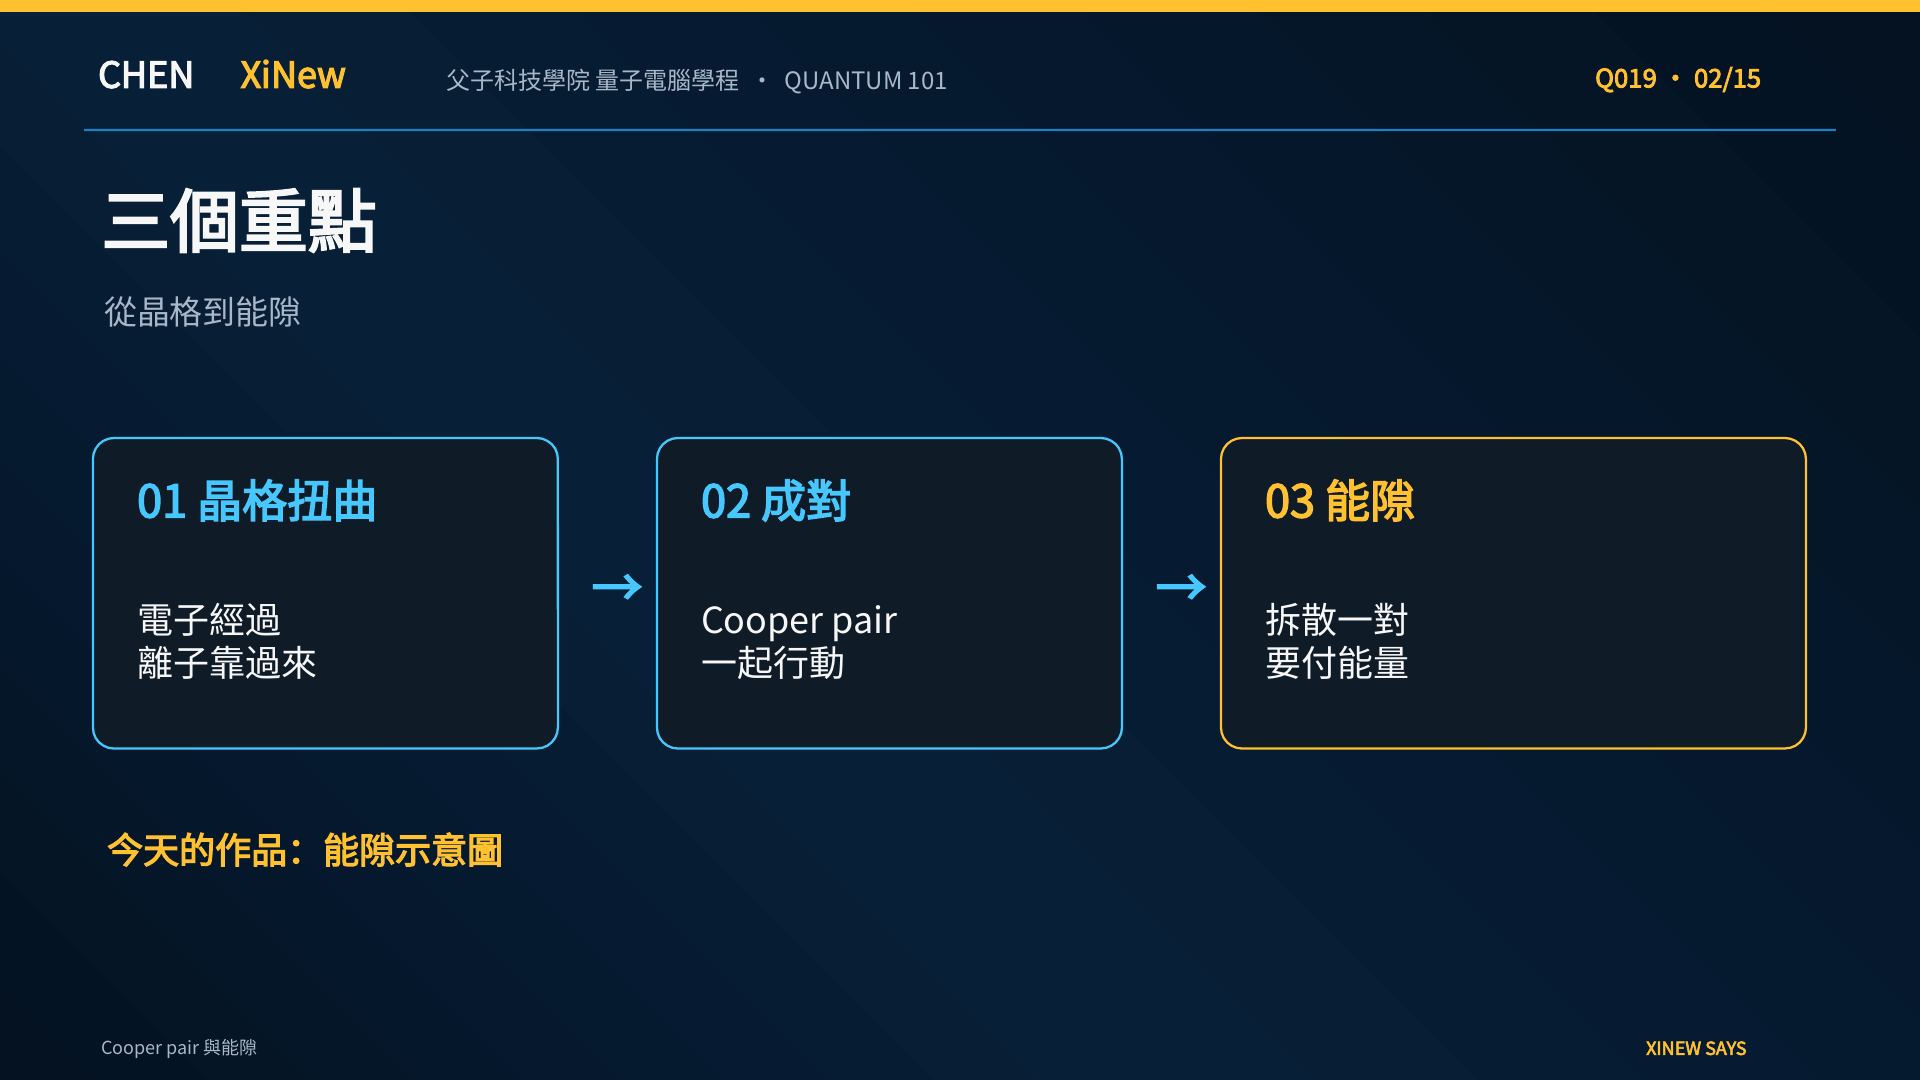 CHEN XiNew 父子科技學院 量子電腦學程 ・ QUANTUM 101 Q019 ・ 02/15
三個重點
從晶格到能隙
01 晶格扭曲
電子經過
離子靠過來
→
02 成對
Cooper pair
一起行動
→
03 能隙
拆散一對
要付能量
今天的作品：能隙示意圖
Cooper pair 與能隙
XINEW SAYS